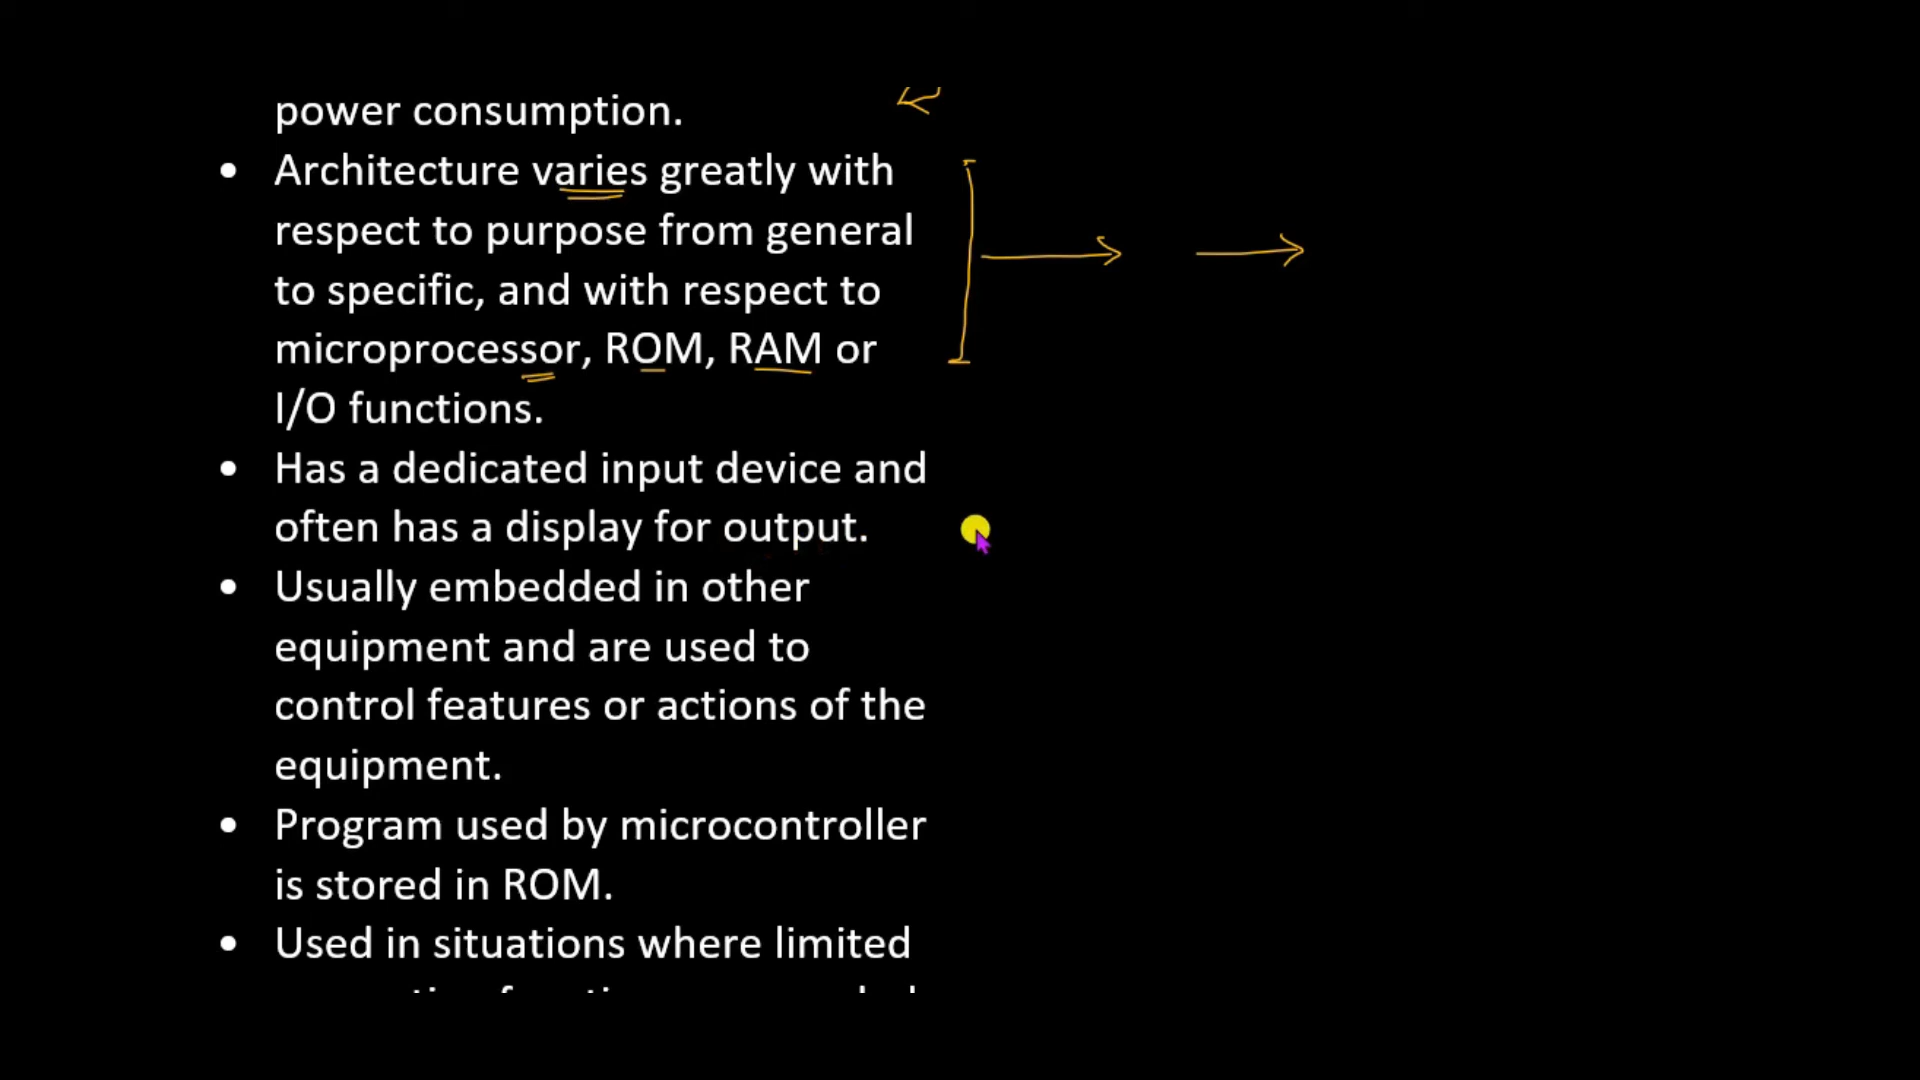 power consumption.
• Architecture varies greatly with
respect to purpose from general
to specific, and with respect to
microprocessor, ROM, RAM or
I/O functions.
• Has a dedicated input device and
often has a display for output.
• Usually embedded in other
equipment and are used to
control features or actions of the
equipment.
• Program used by microcontroller
is stored in ROM.
• Used in situations where limited